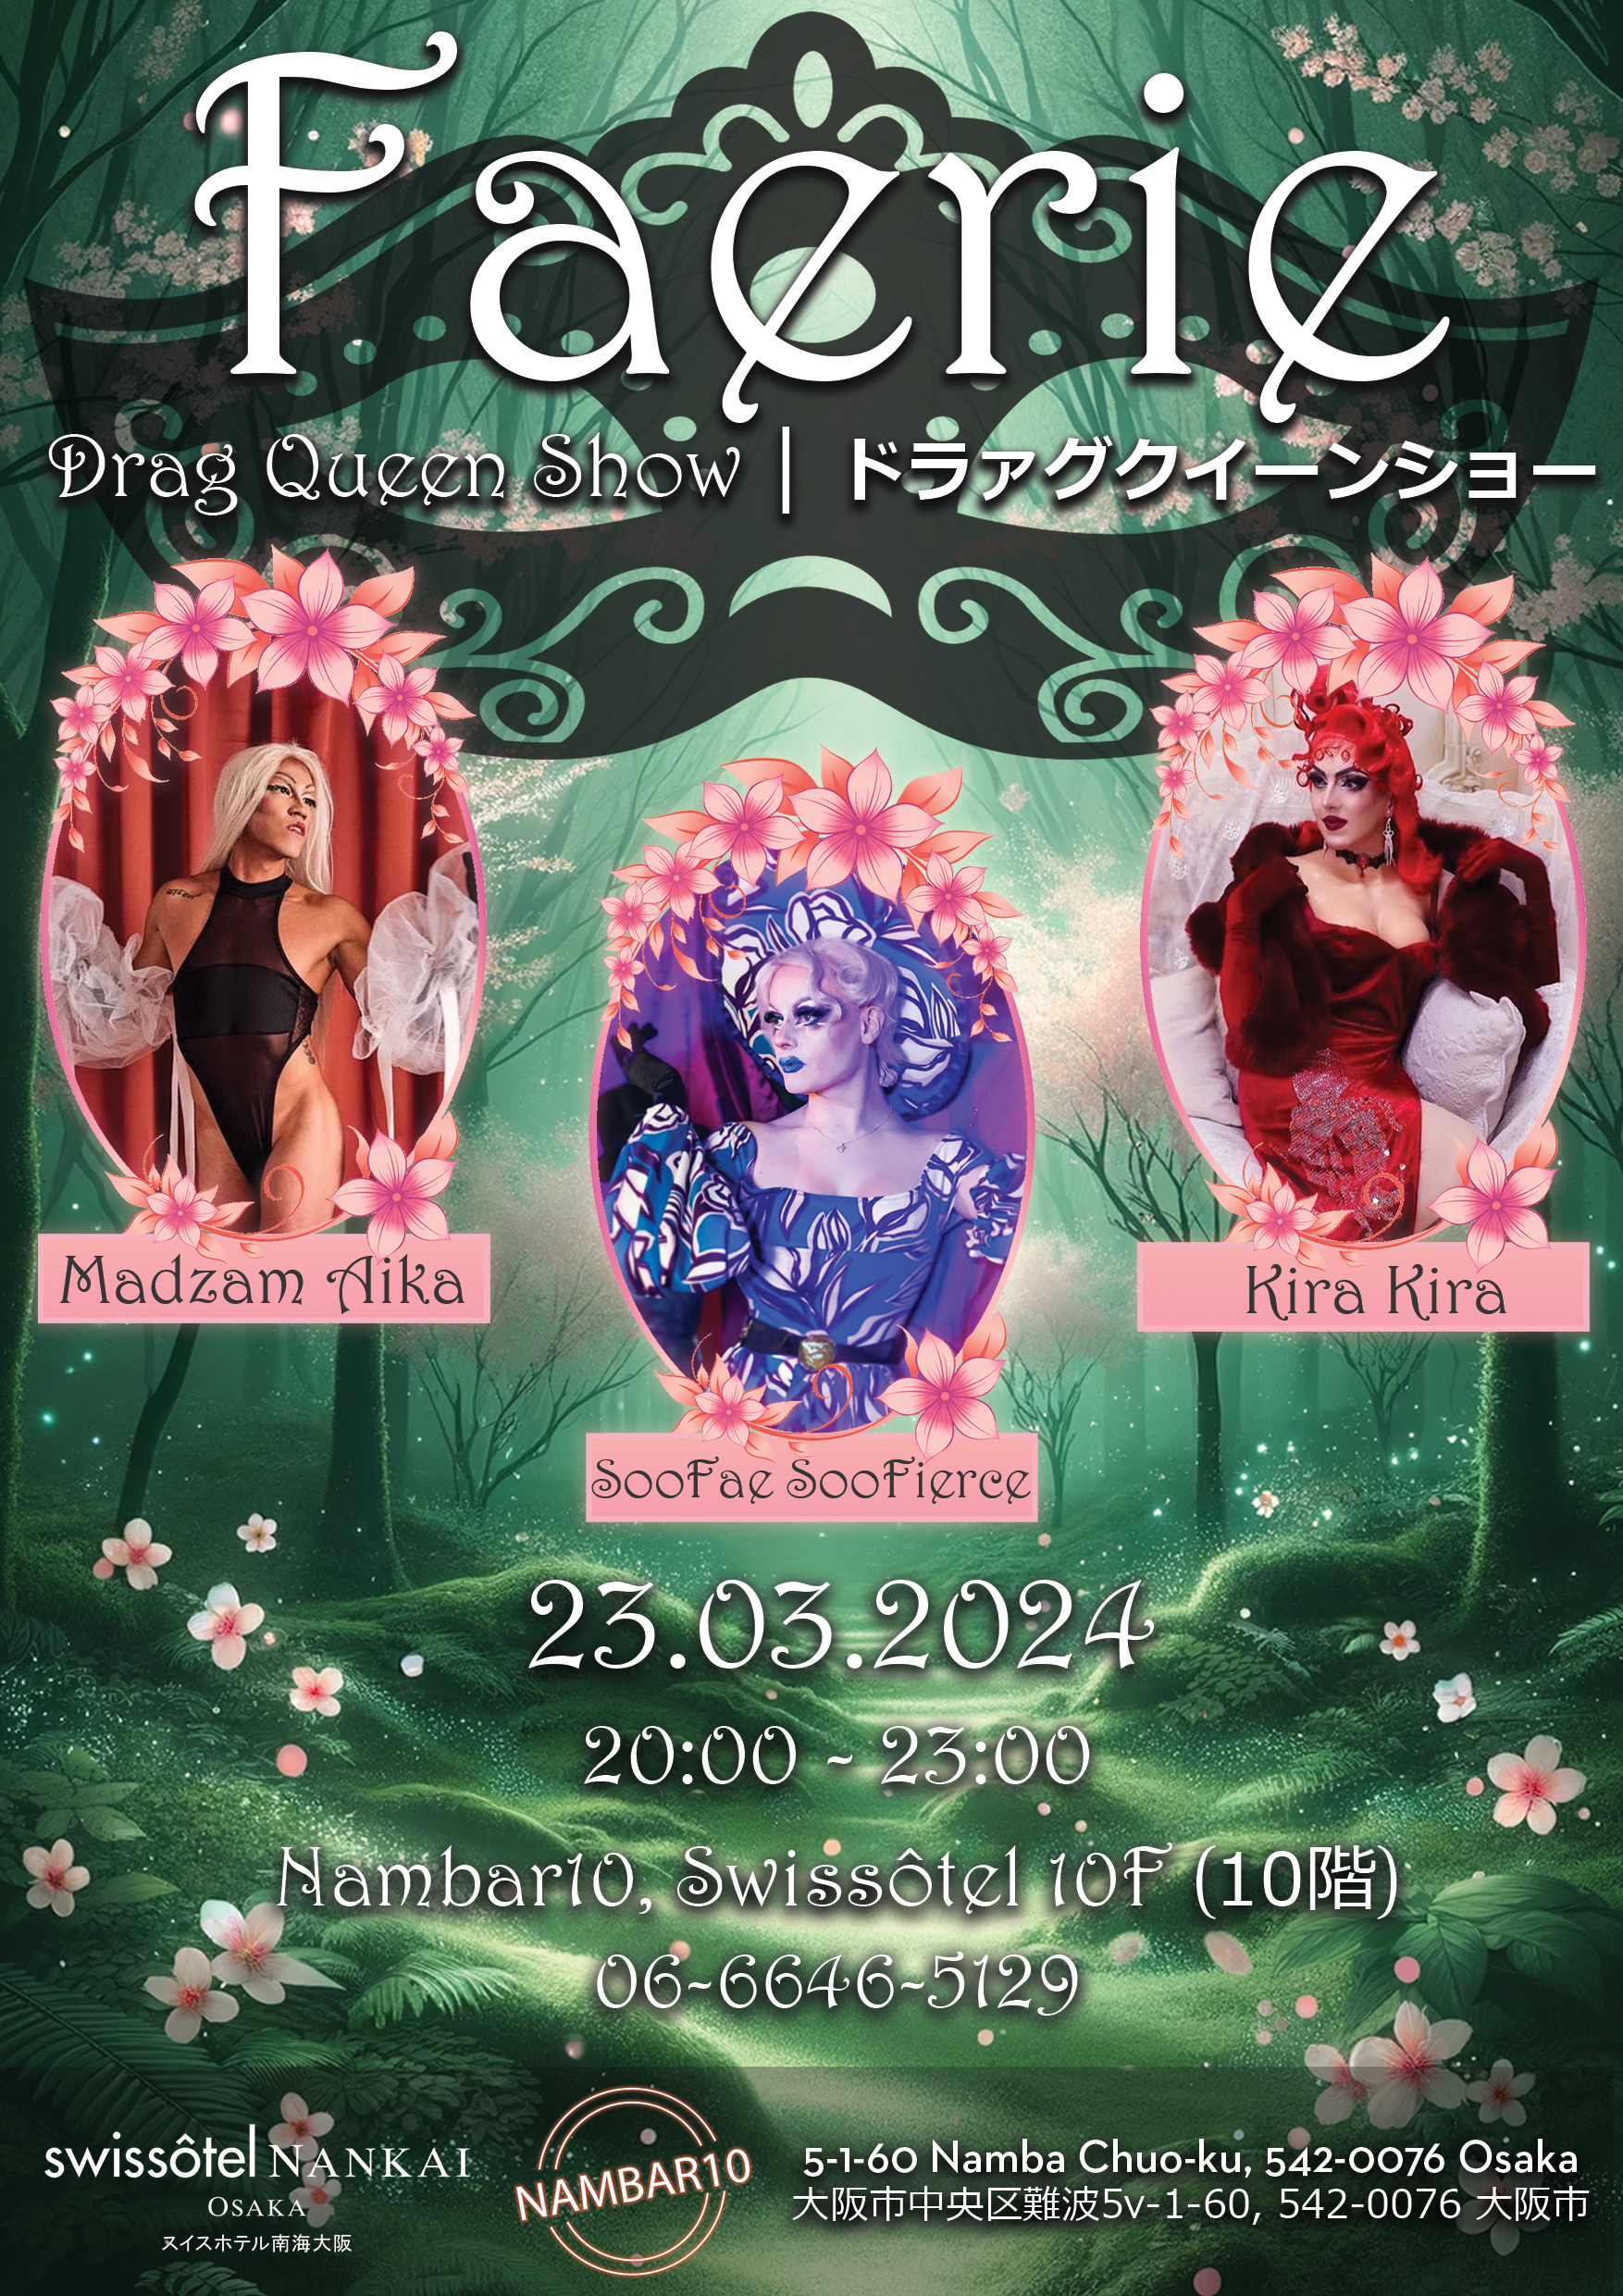 Faerie
Drag Queen Show | ドラァグクイーンショー
Madzam Aika
Kira Kira
SooFae SooFierce
23.03.2024
20:00 ~ 23:00
Nambar10, Swissôtel 10F (10階)
06-6646-5129
swissôtel NANKAI
OSAKA
スイスホテル南海大阪
NAMBAR10
5-1-60 Namba Chuo-ku, 542-0076 Osaka
大阪市中央区難波5v-1-60, 542-0076 大阪市